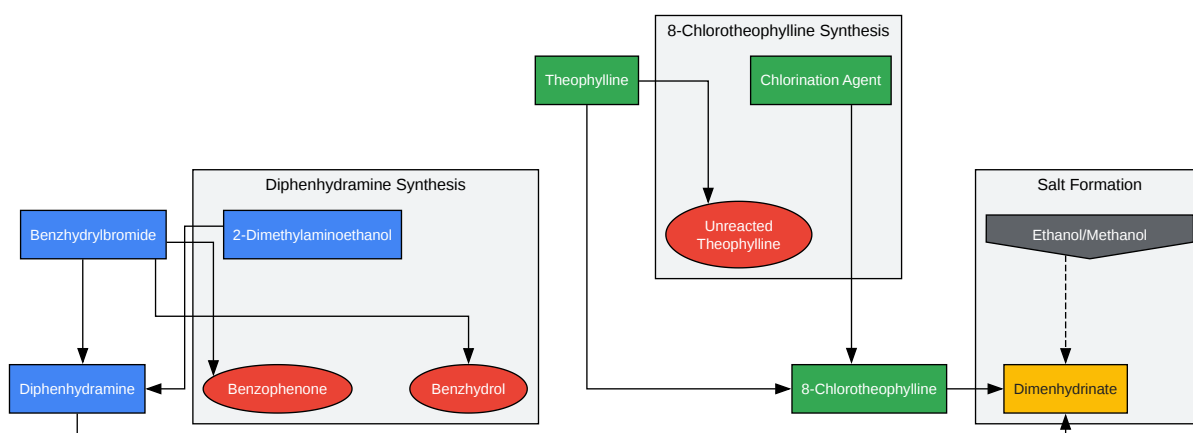 8-Chlorotheophylline Synthesis
Theophylline
Chlorination Agent
Diphenhydramine Synthesis
Salt Formation
Benzhydrylbromide
2-Dimethylaminoethanol
Unreacted
Theophylline
Ethanol/Methanol
Diphenhydramine
Benzophenone
Benzhydrol
8-Chlorotheophylline
Dimenhydrinate